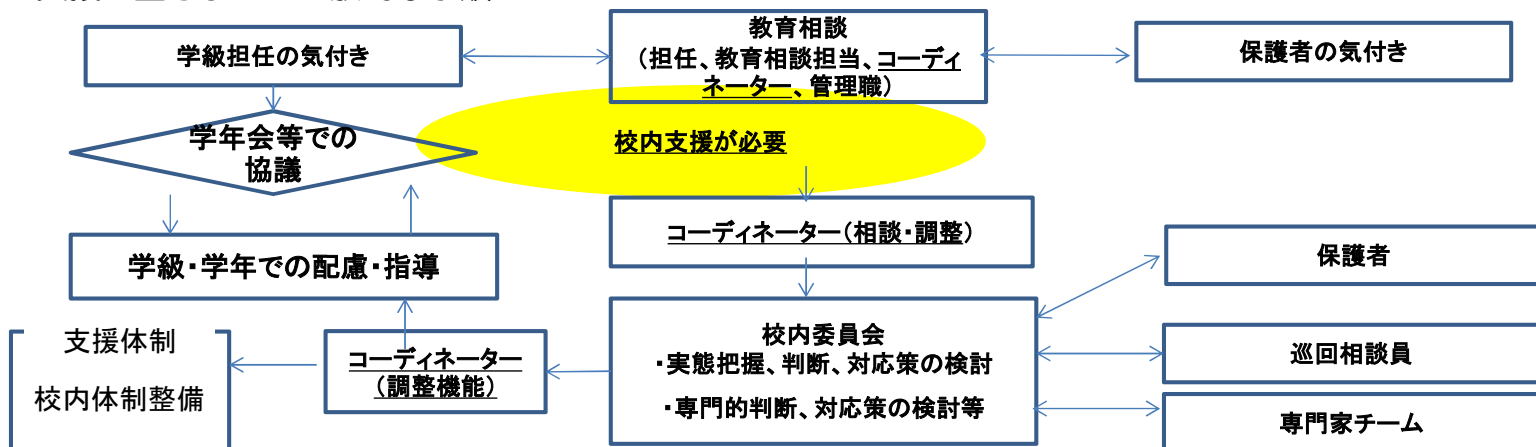 学級担任の気付き
教育相談
(担任、教育相談担当、コーディ
ネーター、管理職)
保護者の気付き
学年会等での
協議
校内支援が必要
コーディネーター(相談・調整)
学級・学年での配慮・指導
保護者
支援体制
校内体制整備
コーディネーター
(調整機能)
校内委員会
・実態把握、判断、対応策の検討
・専門的判断、対応策の検討等
巡回相談員
専門家チーム